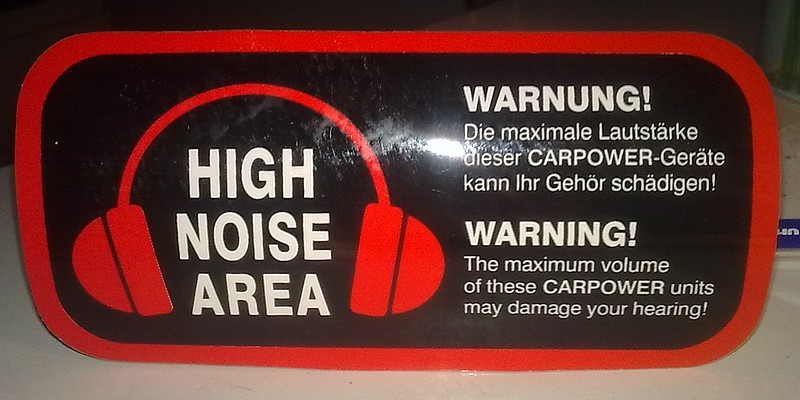 HIGH
NOISE
AREA
WARNUNG!
Die maximale Lautstärke
dieser CARPOWER-Geräte
kann Ihr Gehör schädigen!
WARNING!
The maximum volume
of these CARPOWER units
may damage your hearing!